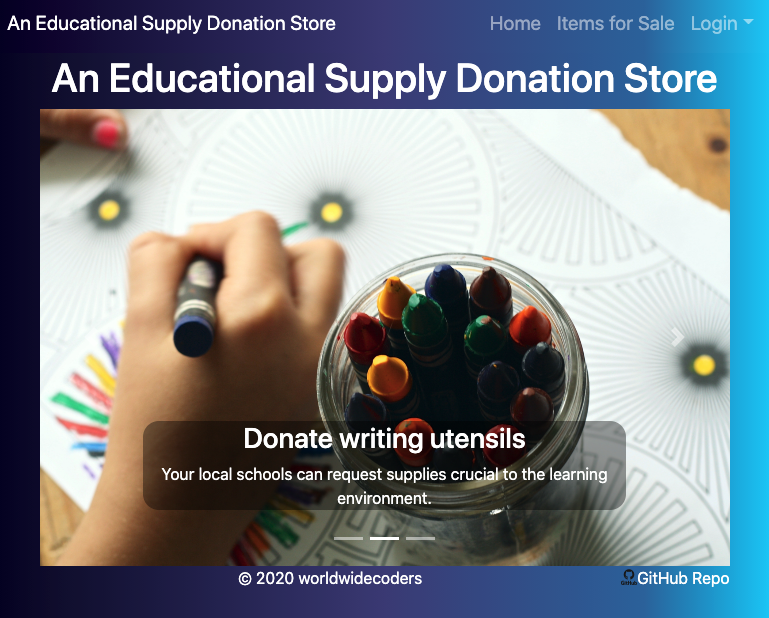 An Educational Supply Donation Store
Home Items for Sale Login
An Educational Supply Donation Store
Donate writing utensils
Your local schools can request supplies crucial to the learning
environment.
© 2020 worldwidecoders
GitHub GitHub Repo